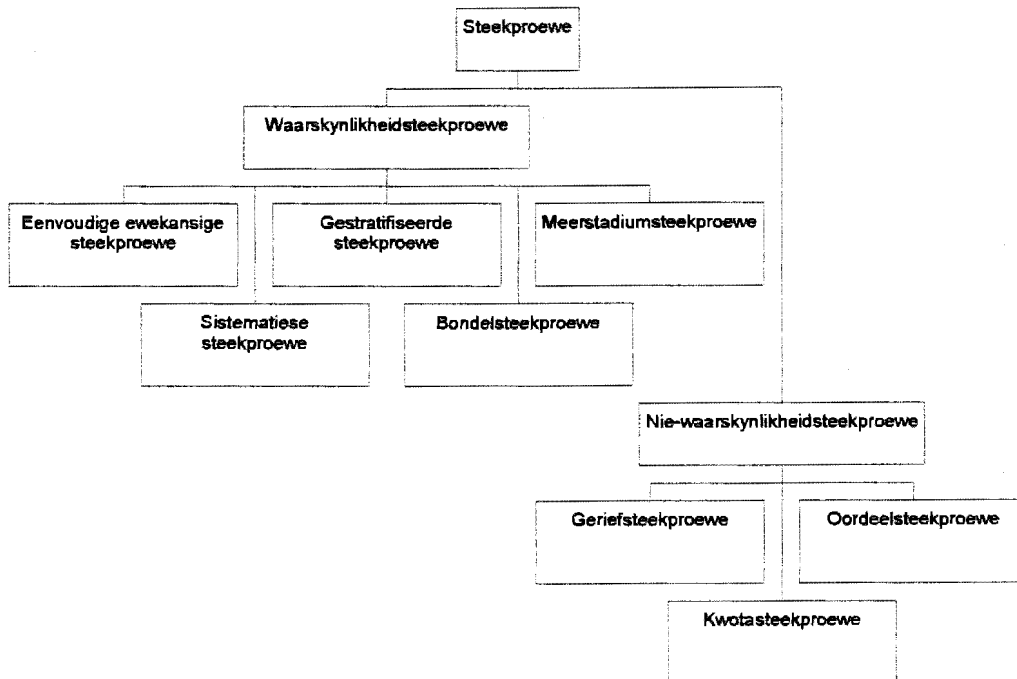 Steekproewe
Waarskynlikheidsteekproewe
Eenvoudige ewekansige
steekproewe
Gestratifiseerde
steekproewe
Meerstadiumsteekproewe
Sistematiese
steekproewe
Bondelsteekproewe
Nie-waarskynlikheidsteekproewe
Geriefsteekproewe
Oordeelsteekproewe
Kwotasteekproewe